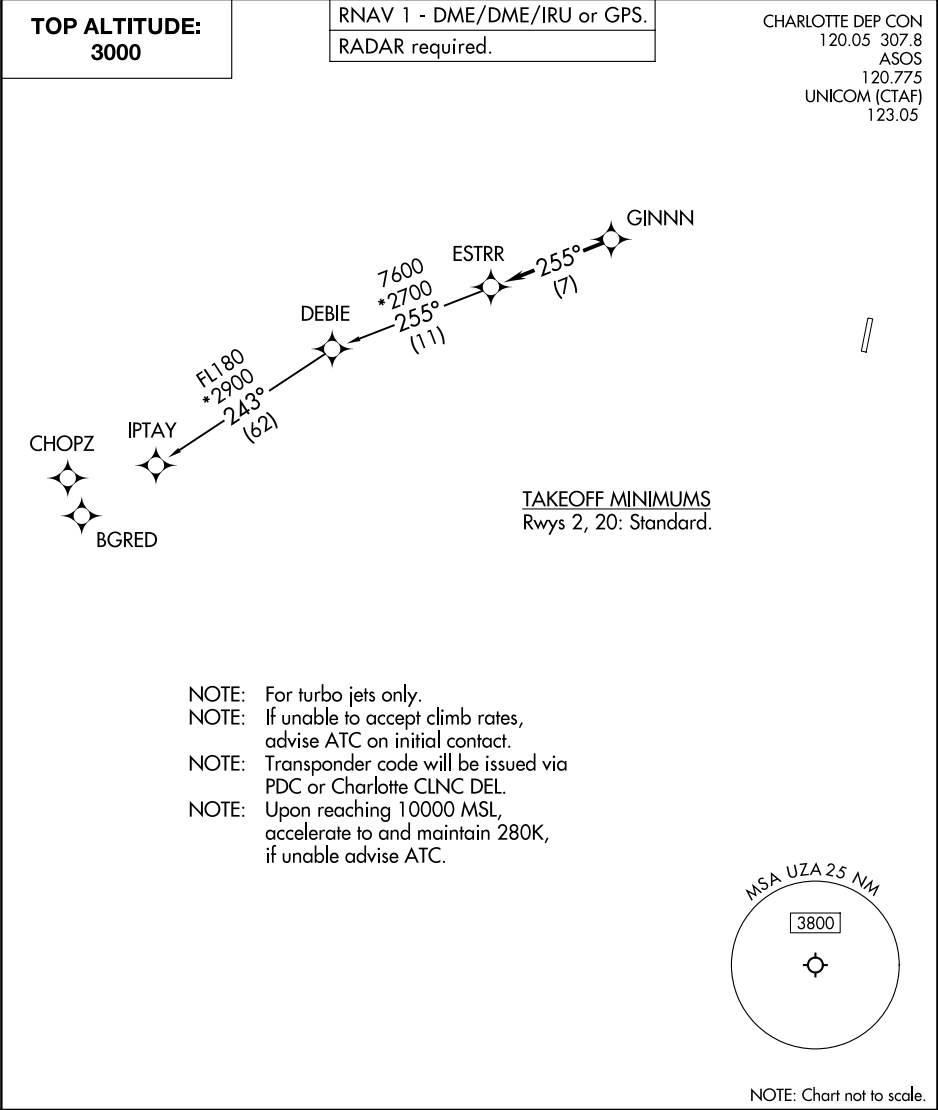 TOP ALTITUDE:
3000
RNAV 1 - DME/DME/IRU or GPS.
RADAR required.
CHARLOTTE DEP CON
120.05 307.8
ASOS
120.775
UNICOM (CTAF)
123.05
GINNN
255°
(7)
ESTRR
7600
*2700
255°
(11)
DEBIE
FL180
*2900
243°
(62)
IPTAY
CHOPZ
BGRED
TAKEOFF MINIMUMS
Rwys 2, 20: Standard.
NOTE: For turbo jets only.
NOTE: If unable to accept climb rates,
advise ATC on initial contact.
NOTE: Transponder code will be issued via
PDC or Charlotte CLNC DEL.
NOTE: Upon reaching 10000 MSL,
accelerate to and maintain 280K,
if unable advise ATC.
MSA UZA 25 NM
3800
NOTE: Chart not to scale.